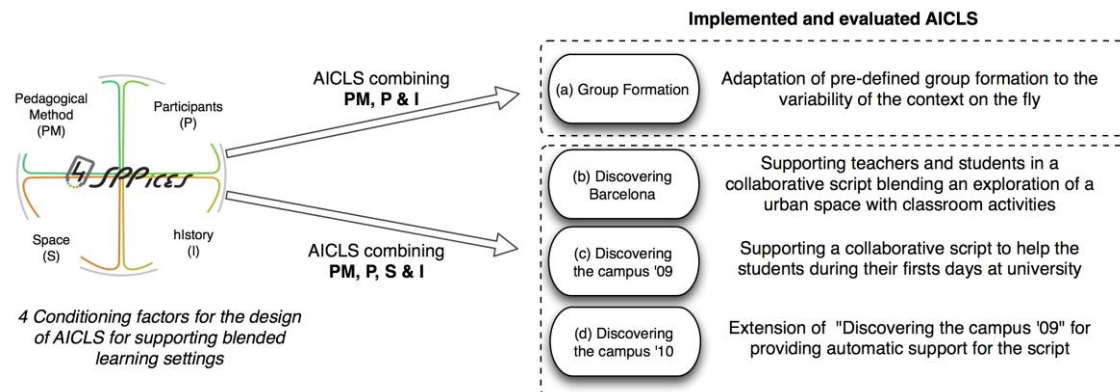 Implemented and evaluated AICLS
Pedagogical
Method
(PM)
Participants
(P)
4SPPIces
Space
(S)
hIstory
(I)
4 Conditioning factors for the design
of AICLS for supporting blended
learning settings
AICLS combining
PM, P & I
AICLS combining
PM, P, S & I
(a) Group Formation
Adaptation of pre-defined group formation to the
variability of the context on the fly
(b) Discovering
Barcelona
Supporting teachers and students in a
collaborative script blending an exploration of a
urban space with classroom activities
(c) Discovering
the campus '09
Supporting a collaborative script to help the
students during their firsts days at university
(d) Discovering
the campus '10
Extension of "Discovering the campus '09" for
providing automatic support for the script